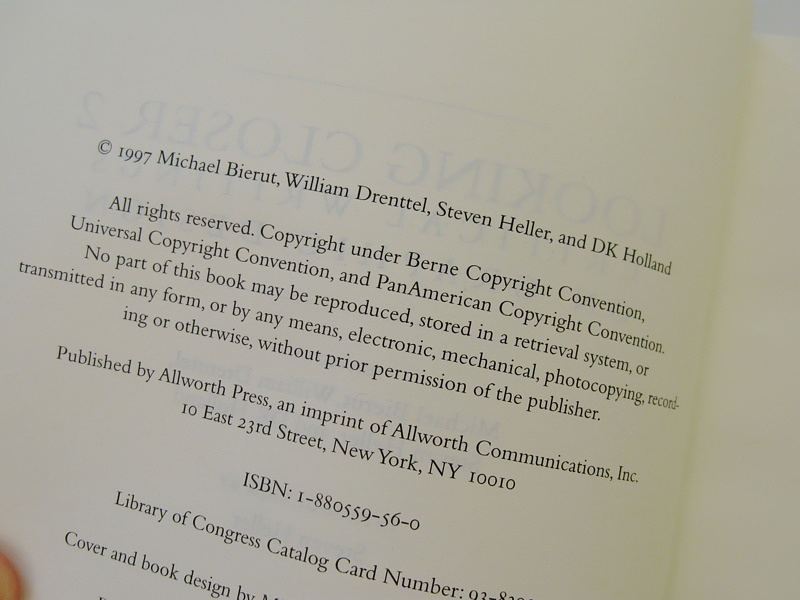 © 1997 Michael Bierut, William Drenttel, Steven Heller, and DK Holland
All rights reserved. Copyright under Berne Copyright Convention,
Universal Copyright Convention, and PanAmerican Copyright Convention.
No part of this book may be reproduced, stored in a retrieval system, or
transmitted in any form, or by any means, electronic, mechanical, photocopying, record-
ing or otherwise, without prior permission of the publisher.
Published by Allworth Press, an imprint of Allworth Communications, Inc.
10 East 23rd Street, New York, NY 10010
ISBN: 1-880559-56-0
Library of Congress Catalog Card Number:
Cover and book design by
LOOKING CLOSER 2